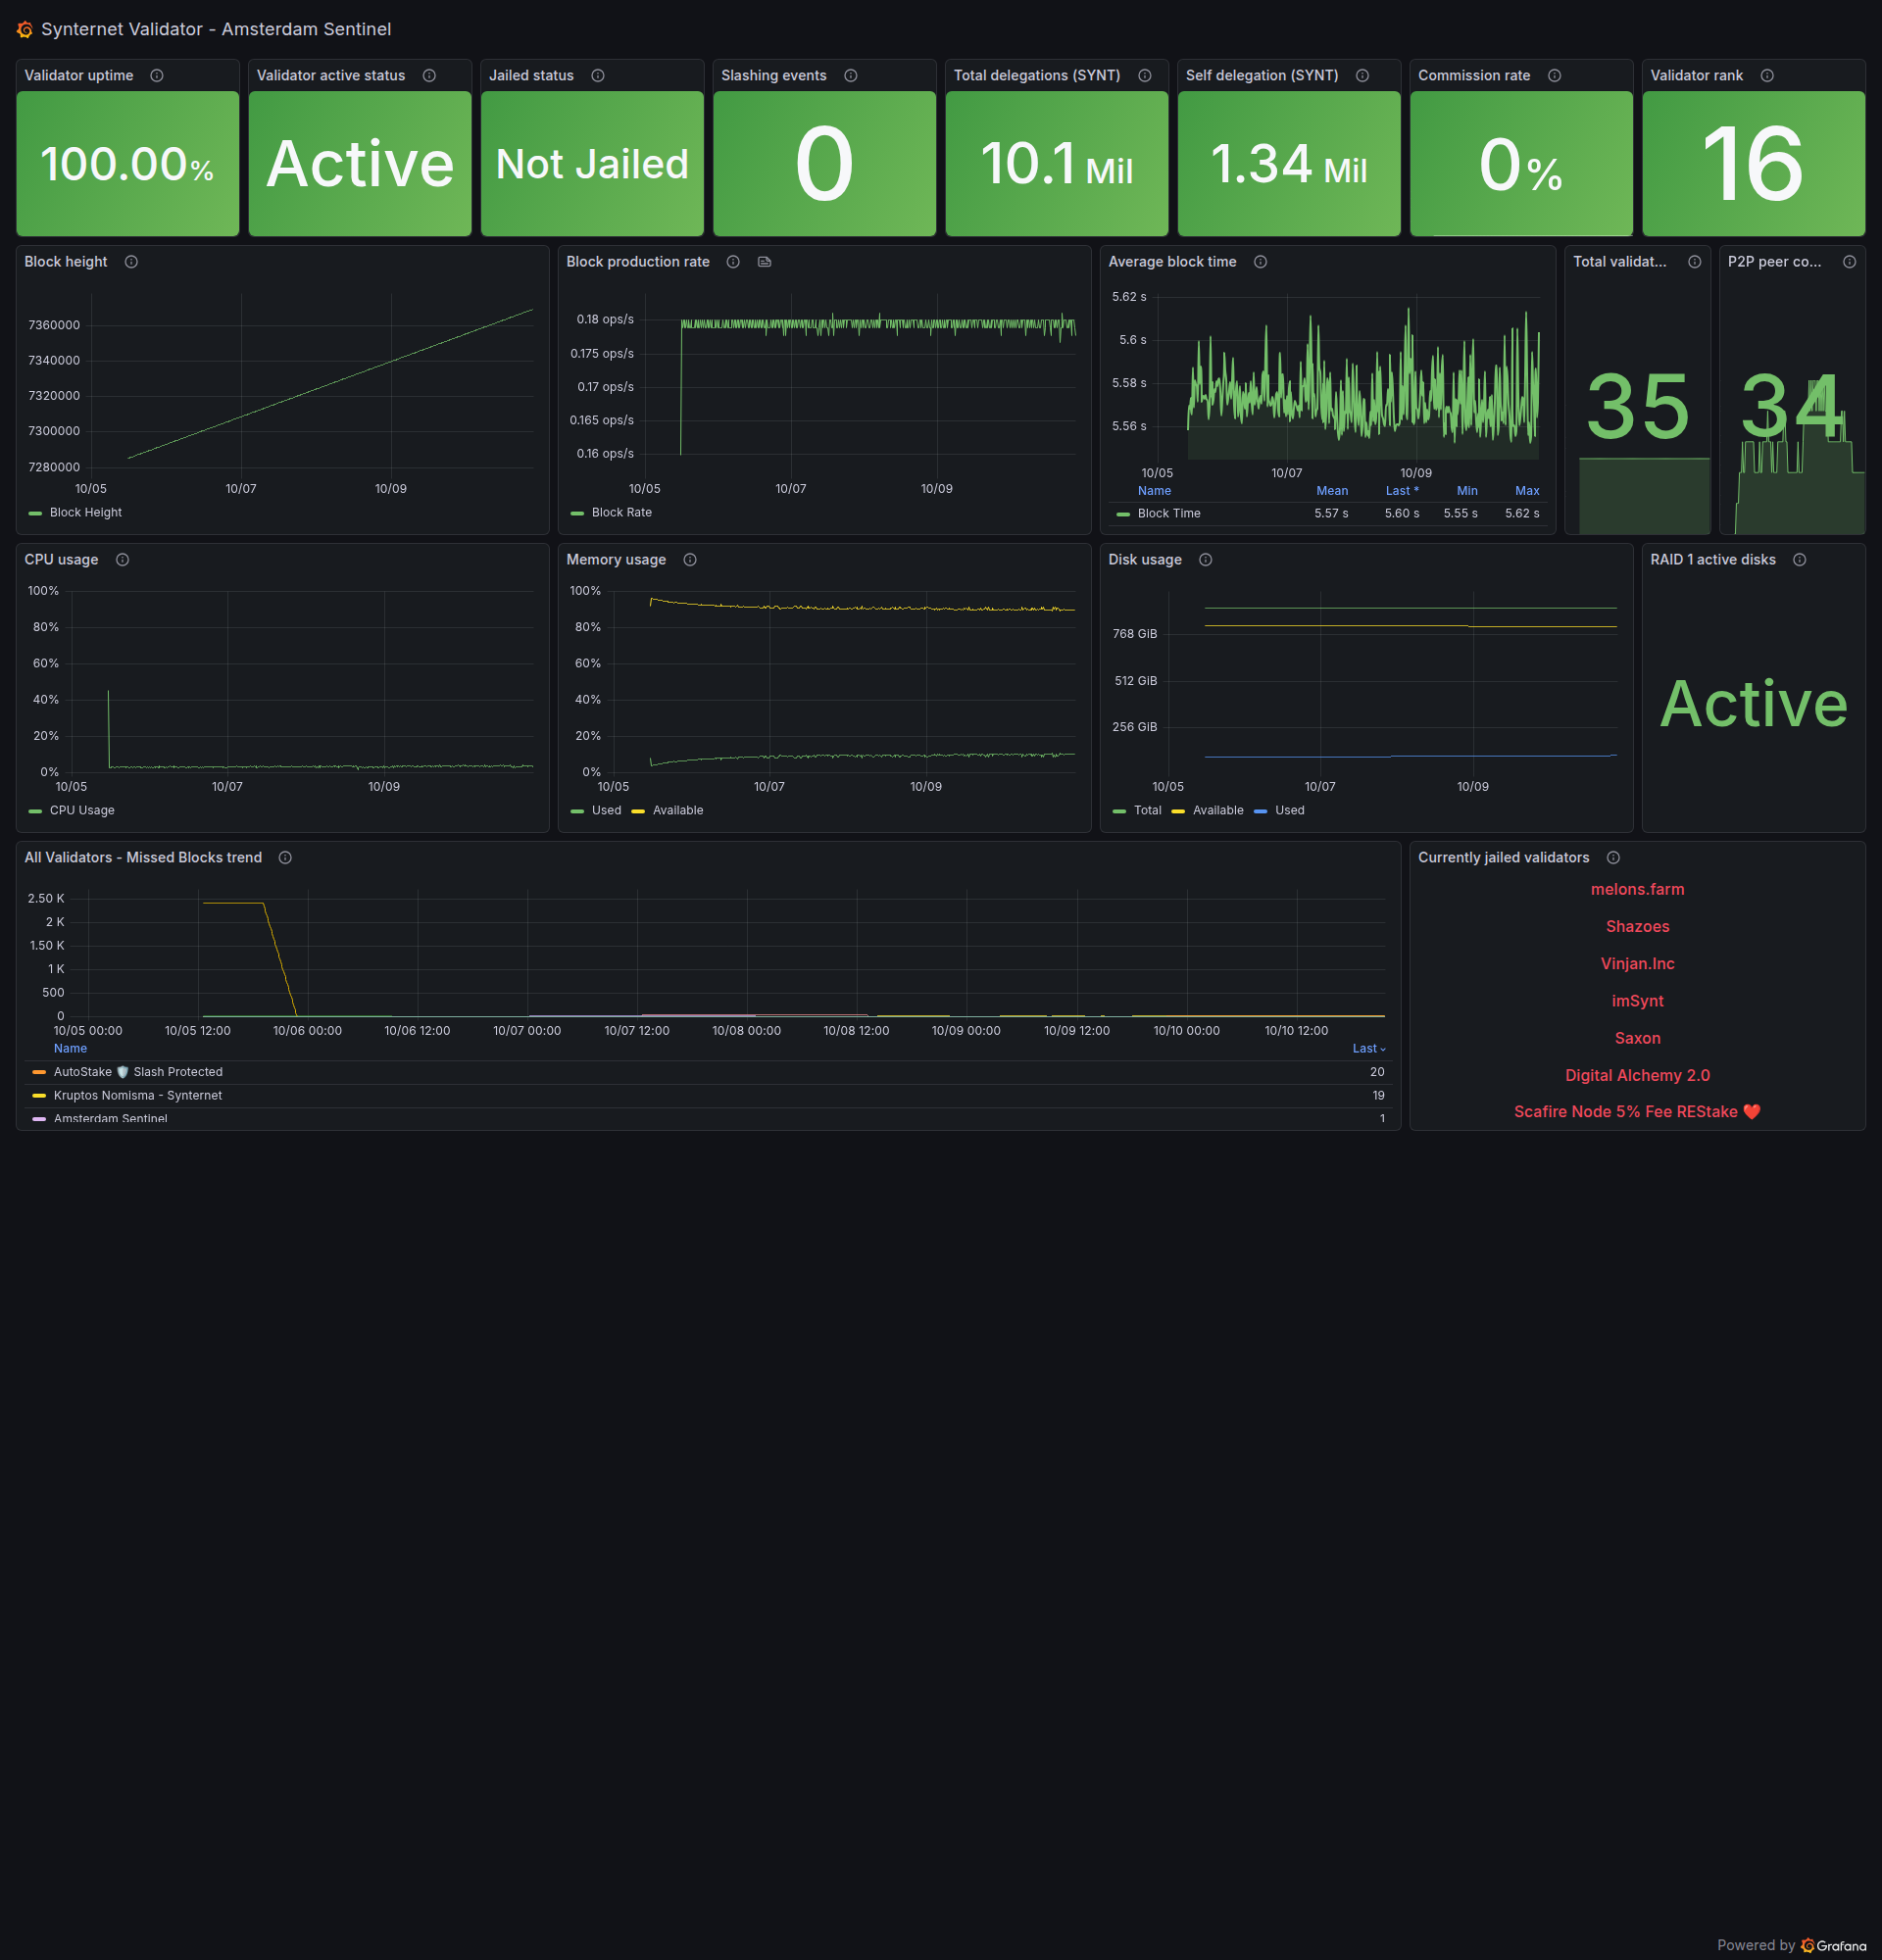 Synternet Validator - Amsterdam Sentinel
Validator uptime
Validator active status
Jailed status
Slashing events
Total delegations (SYNT)
Self delegation (SYNT)
Commission rate
Validator rank
100.00%
Active
Not Jailed
0
10.1 Mil
1.34 Mil
0%
16
Block height
7360000
7340000
7320000
7300000
7280000
10/05 10/07 10/09
Block Height
Block production rate
0.18 ops/s
0.175 ops/s
0.17 ops/s
0.165 ops/s
0.16 ops/s
10/05 10/07 10/09
Block Rate
Average block time
5.62 s
5.6 s
5.58 s
5.56 s
10/05 10/07 10/09
Name Mean Last * Min Max
Block TIme 5.57 s 5.60 s 5.55 s 5.62 s
Total validat...
35
P2P peer co...
34
CPU usage
100%
80%
60%
40%
20%
0%
10/05 10/07 10/09
CPU Usage
Memory usage
100%
80%
60%
40%
20%
0%
10/05 10/07 10/09
Used Available
Disk usage
768 GiB
512 GiB
256 GiB
10/05 10/07 10/09
Total Available Used
RAID 1 active disks
Active
All Validators - Missed Blocks trend
2.50 K
2 K
1.50 K
1 K
500
0
10/05 00:00 10/05 12:00 10/06 00:00 10/06 12:00 10/07 00:00 10/07 12:00 10/08 00:00 10/08 12:00 10/09 00:00 10/09 12:00 10/10 00:00 10/10 12:00
Name Last
AutoStake 🛡️ Slash Protected 20
Kruptos Nomisma - Synternet 19
Amsterdam Sentinel 1
Currently jailed validators
melons.farm
Shazoes
Vinjan.Inc
imSynt
Saxon
Digital Alchemy 2.0
Scafire Node 5% Fee REStake ❤️
Powered by Grafana